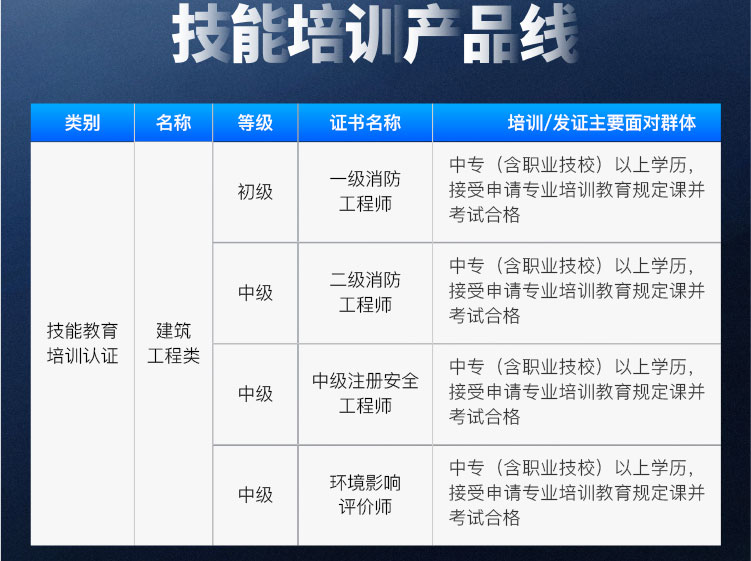 技能培训产品线
类别 名称 等级 证书名称 培训/发证主要面对群体
技能教育
培训认证
建筑
工程类
初级
一级消防
工程师
中专（含职业技校）以上学历，
接受申请专业培训教育规定课并
考试合格
中级
二级消防
工程师
中专（含职业技校）以上学历，
接受申请专业培训教育规定课并
考试合格
中级
中级注册安全
工程师
中专（含职业技校）以上学历，
接受申请专业培训教育规定课并
考试合格
中级
环境影响
评价师
中专（含职业技校）以上学历，
接受申请专业培训教育规定课并
考试合格